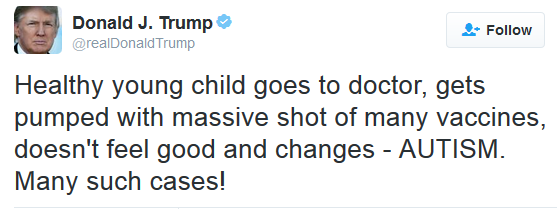 Donald J. Trump
@realDonaldTrump
Follow
Healthy young child goes to doctor, gets
pumped with massive shot of many vaccines,
doesn't feel good and changes - AUTISM.
Many such cases!